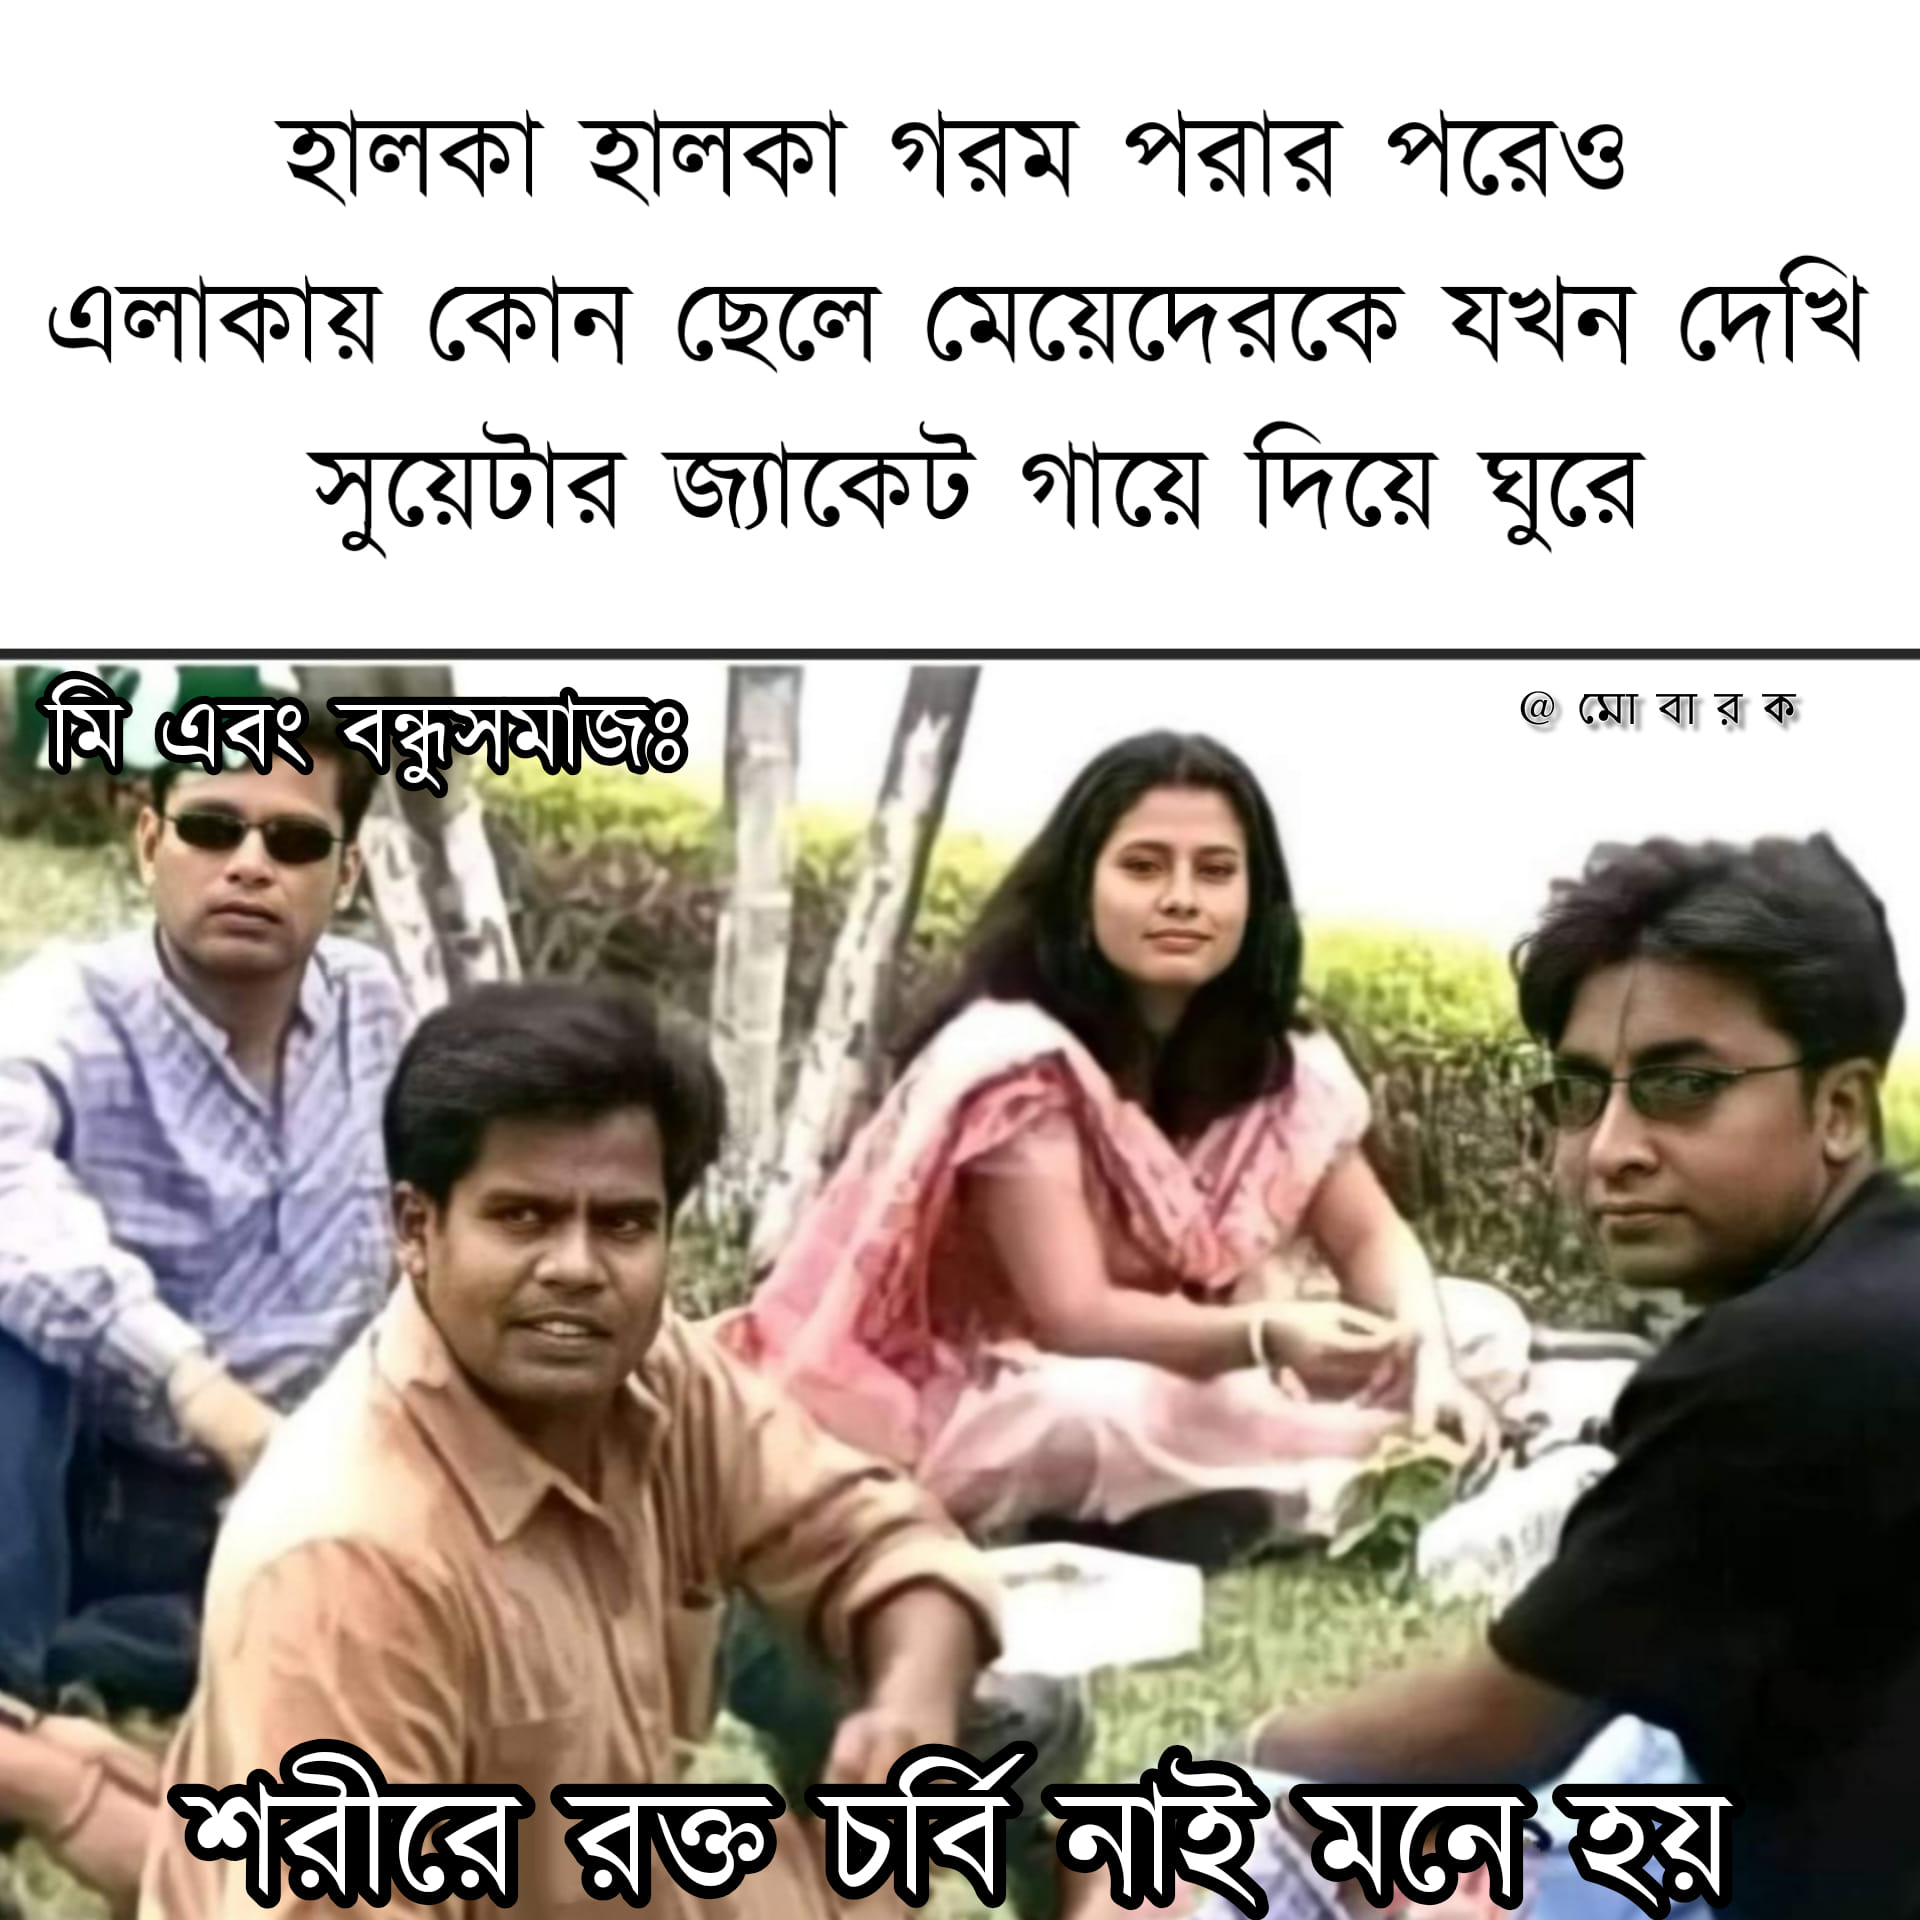 হালকা হালকা গরম পরার পরেও
এলাকায় কোন ছেলে মেয়েদেরকে যখন দেখি
সুয়েটার জ্যাকেট গায়ে দিয়ে ঘুরে
মি এবং বন্ধুসমাজঃ
@ মো বা র ক
শরীরে রক্ত চর্বি নাই মনে হয়